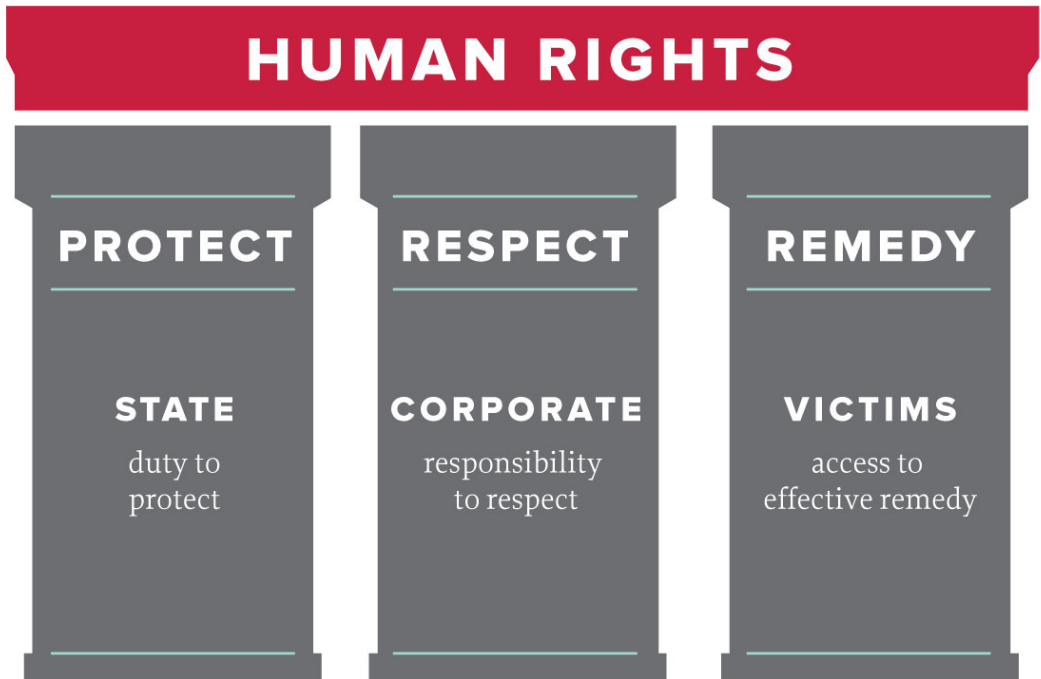 HUMAN RIGHTS
PROTECT
STATE
duty to
protect
RESPECT
CORPORATE
responsibility
to respect
REMEDY
VICTIMS
access to
effective remedy